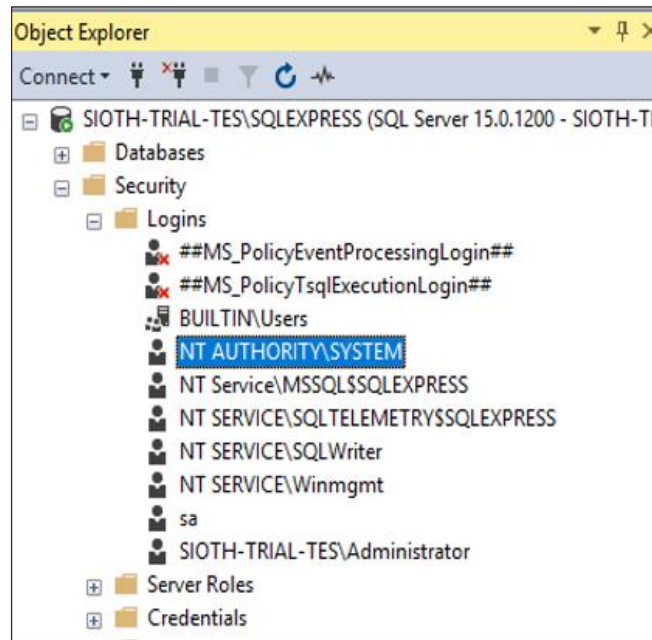 Object Explorer
Connect
SIOTH-TRIAL-TES\SQLEXPRESS (SQL Server 15.0.1200 - SIOTH-T
Databases
Security
Logins
##MS_PolicyEventProcessingLogin##
##MS_PolicyTsqlExecutionLogin##
BUILTIN\Users
NT AUTHORITY\SYSTEM
NT Service\MSSQL$SQLEXPRESS
NT SERVICE\SQLTELEMETRY$SQLEXPRESS
NT SERVICE\SQLWriter
NT SERVICE\Winmgmt
sa
SIOTH-TRIAL-TES\Administrator
Server Roles
Credentials